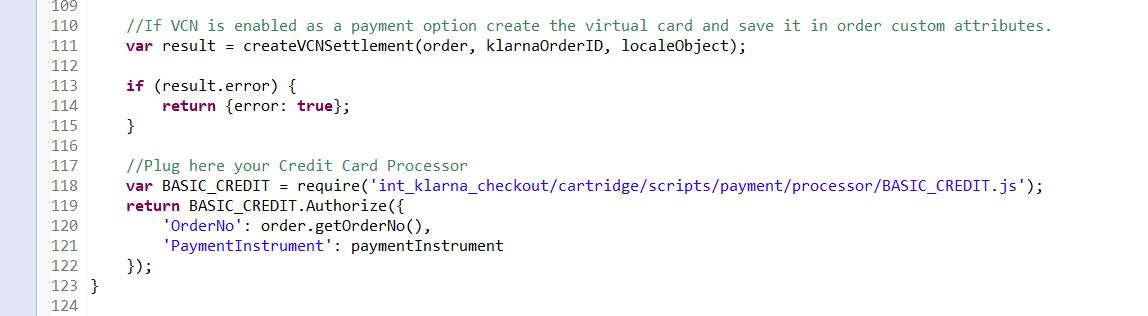 109
110 //If VCN is enabled as a payment option create the virtual card and save it in order custom attributes.
111 var result = createVCNSettlement(order, klarnaOrderID, localeObject);
112
113 if (result.error) {
114 return {error: true};
115 }
116
117 //Plug here your Credit Card Processor
118 var BASIC_CREDIT = require('int_klarna_checkout/cartridge/scripts/payment/processor/BASIC_CREDIT.js');
119 return BASIC_CREDIT.Authorize({
120 'OrderNo': order.getOrderNo(),
121 'PaymentInstrument': paymentInstrument
122 });
123 }
124